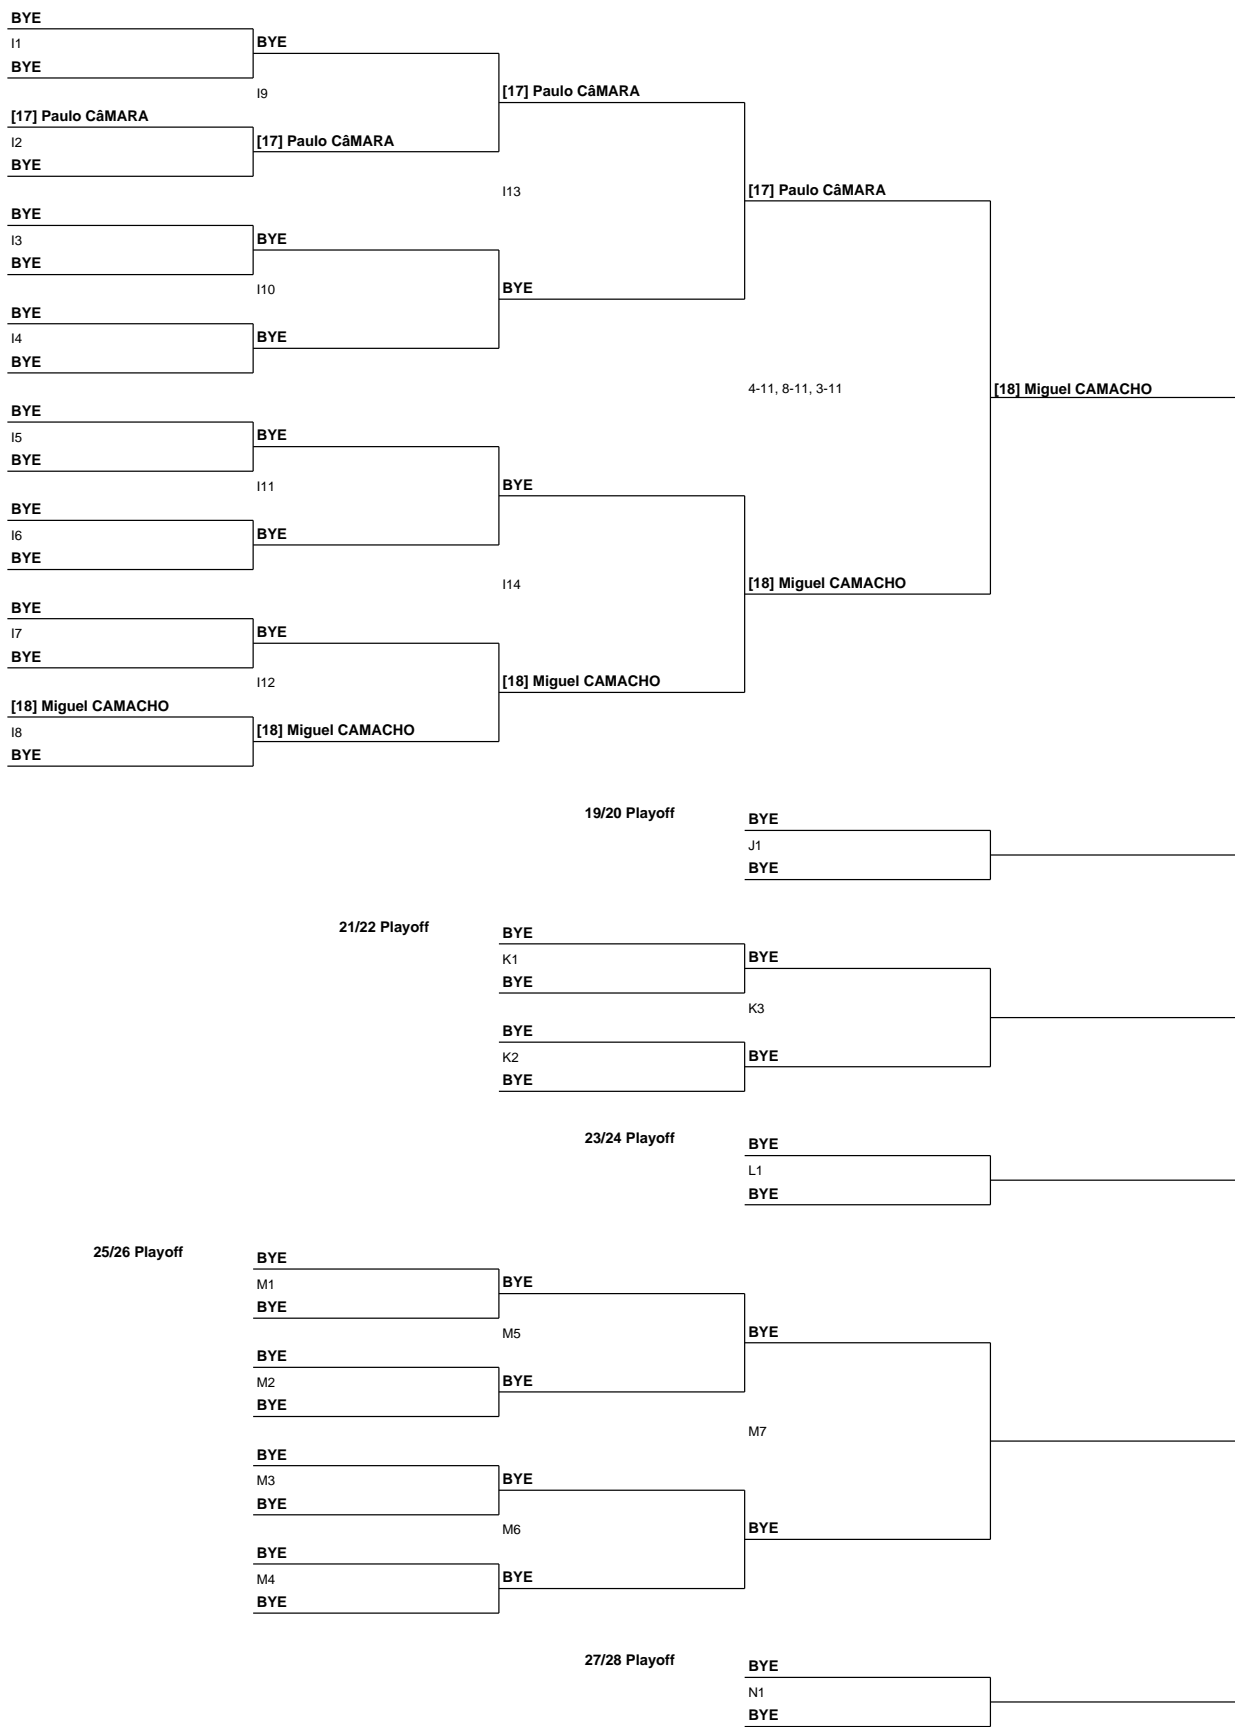 BYE
I1
BYE
BYE
I9
[17] Paulo CâMARA
[17] Paulo CâMARA
I2
[17] Paulo CâMARA
BYE
I13
[17] Paulo CâMARA
BYE
I3
BYE
BYE
I10
BYE
BYE
I4
BYE
BYE
4-11, 8-11, 3-11
[18] Miguel CAMACHO
BYE
I5
BYE
BYE
I11
BYE
BYE
I6
BYE
BYE
I14
[18] Miguel CAMACHO
BYE
I7
BYE
BYE
I12
[18] Miguel CAMACHO
[18] Miguel CAMACHO
I8
[18] Miguel CAMACHO
BYE
19/20 Playoff
BYE
J1
BYE
21/22 Playoff
BYE
K1
BYE
BYE
K3
BYE
K2
BYE
BYE
23/24 Playoff
BYE
L1
BYE
25/26 Playoff
BYE
M1
BYE
BYE
M5
BYE
BYE
M2
BYE
BYE
M7
BYE
M3
BYE
BYE
M6
BYE
BYE
M4
BYE
BYE
27/28 Playoff
BYE
N1
BYE